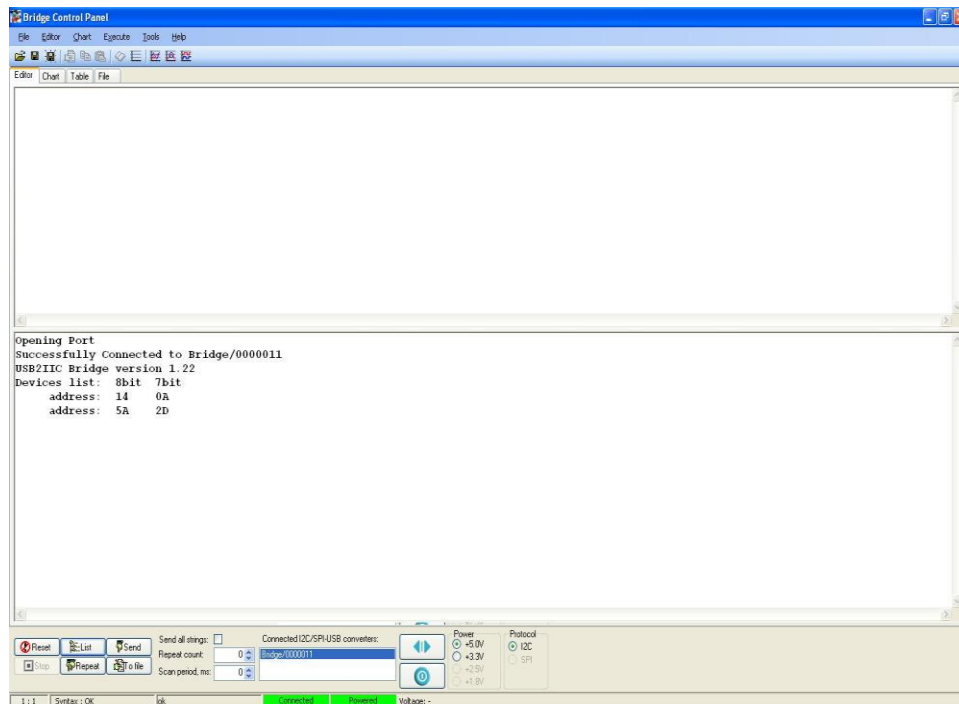 Bridge Control Panel
File Editor Chart Execute Tools Help
Editor Chart Table File
Opening Port
Successfully Connected to Bridge/0000011
USB2IIC Bridge version 1.22
Devices list: 8bit 7bit
address: 14 0A
address: 5A 2D
Reset List Send
Stop Repeat To file
Send all strings:
Repeat count: 0
Scan period, ms: 0
Connected I2C/SPI-USB converters:
Bridge/0000011
Power
+5.0V
+3.3V
+2.5V
+1.8V
Protocol
I2C
SPI
1 : 1 Syntax : OK ok Connected Powered Voltage: -